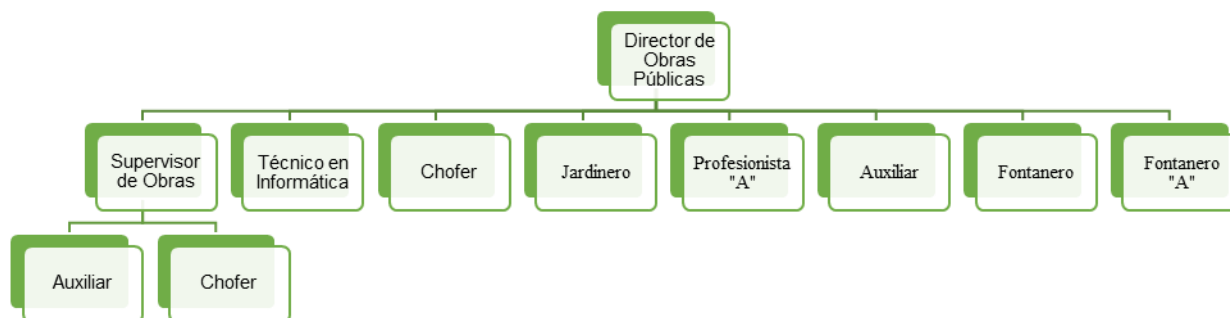 Director de
Obras
Públicas
Supervisor
de Obras
Técnico en
Informática
Chofer
Jardinero
Profesionista
"A"
Auxiliar
Fontanero
Fontanero
"A"
Auxiliar
Chofer